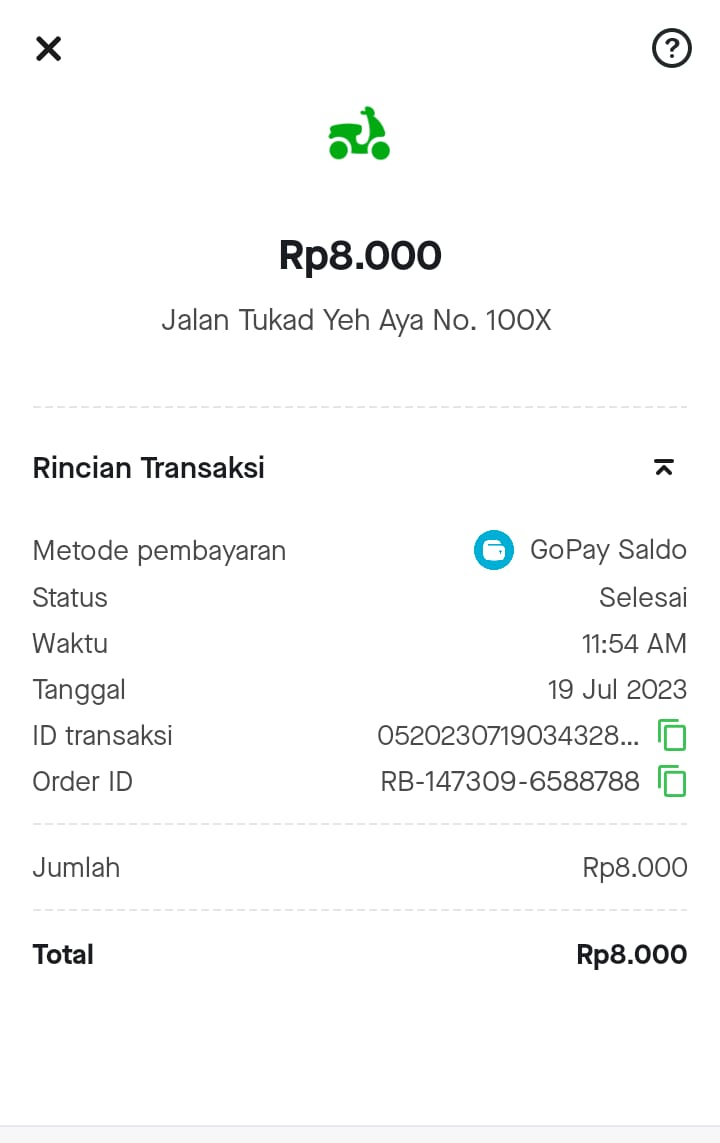 Rp8.000
Jalan Tukad Yeh Aya No. 100X
Rincian Transaksi
Metode pembayaran GoPay Saldo
Status Selesai
Waktu 11:54 AM
Tanggal 19 Jul 2023
ID transaksi 0520230719034328...
Order ID RB-147309-6588788
Jumlah Rp8.000
Total Rp8.000